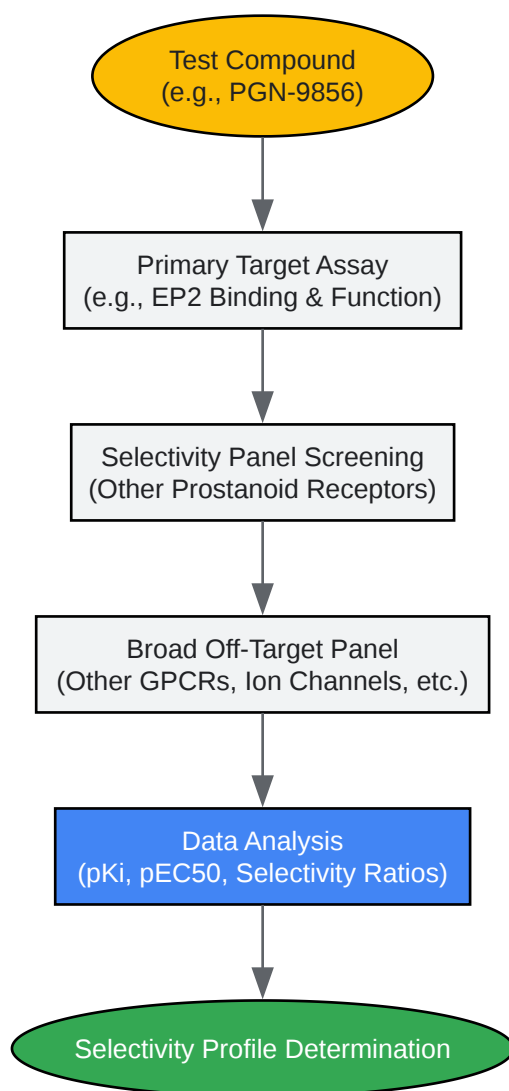 Test Compound
(e.g., PGN-9856)
Primary Target Assay
(e.g., EP2 Binding & Function)
Selectivity Panel Screening
(Other Prostanoid Receptors)
Broad Off-Target Panel
(Other GPCRs, Ion Channels, etc.)
Data Analysis
(pKi, pEC50, Selectivity Ratios)
Selectivity Profile Determination